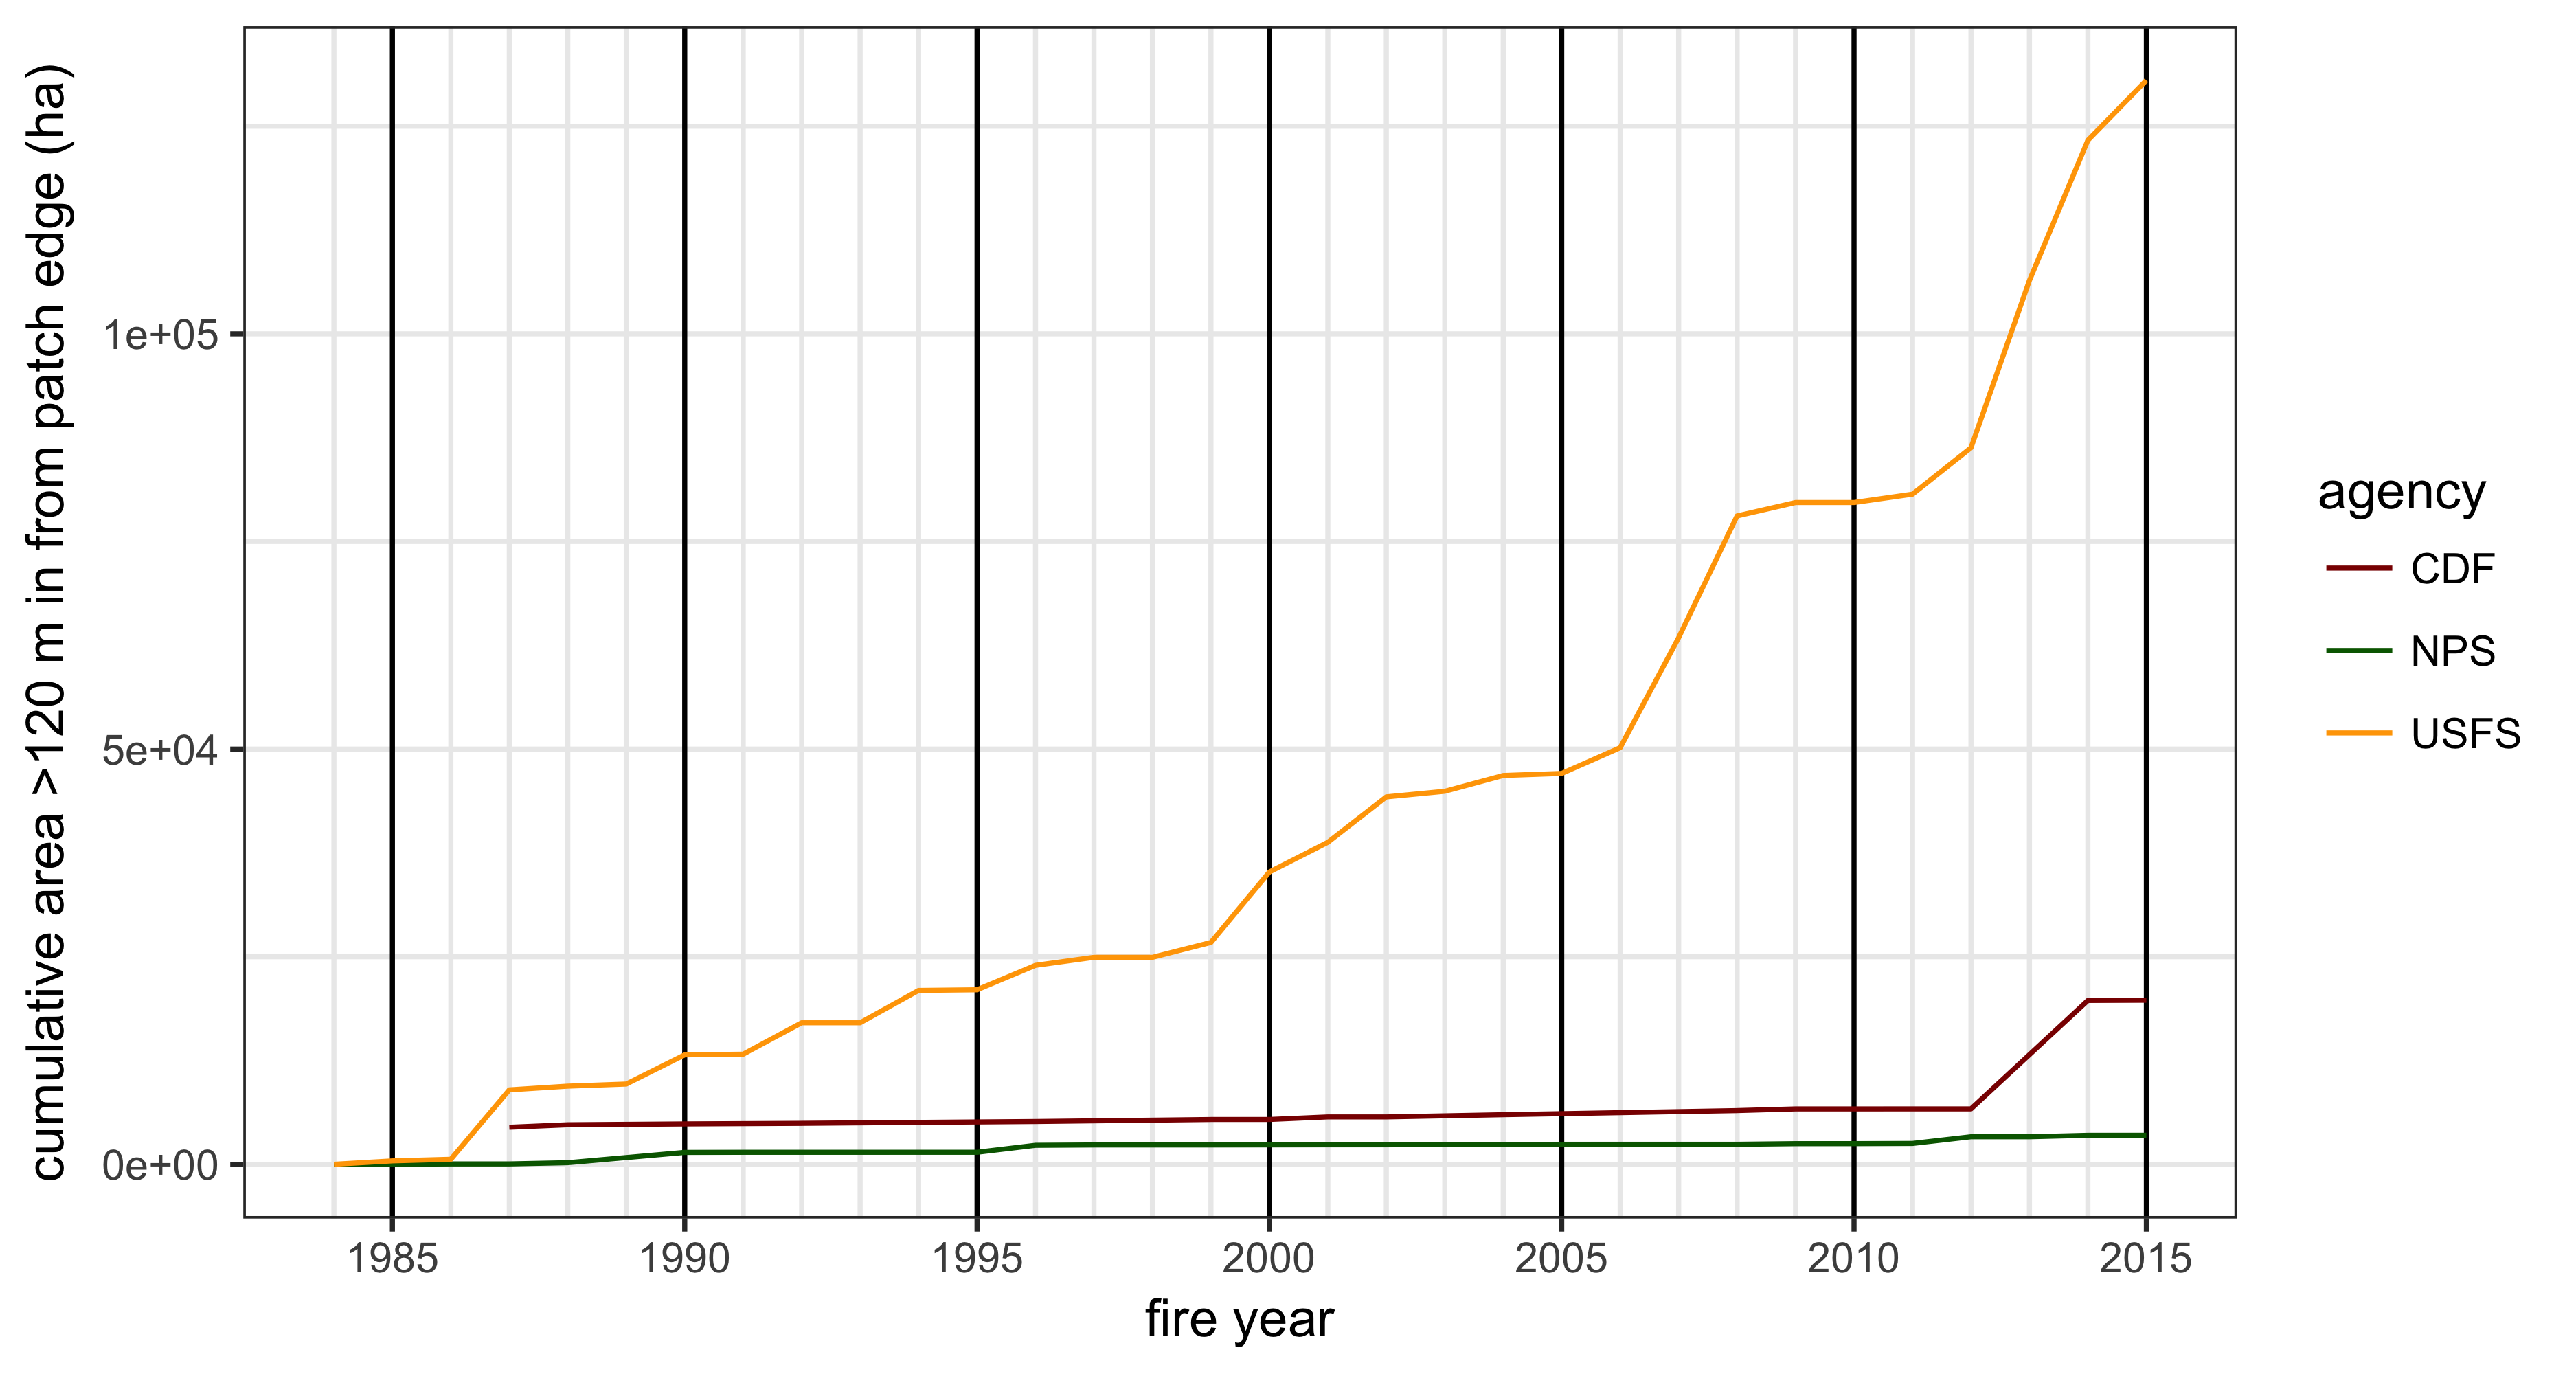 cumulative area >120 m in from patch edge (ha)
1e+05
5e+04
0e+00
1985 1990 1995 2000 2005 2010 2015
fire year
agency
CDF
NPS
USFS